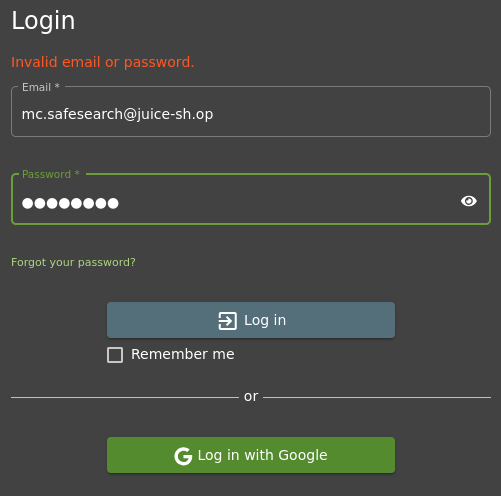 Login
Invalid email or password.
Email *
mc.safesearch@juice-sh.op
Password *
●●●●●●●●
Forgot your password?
Log in
Remember me
or
G Log in with Google